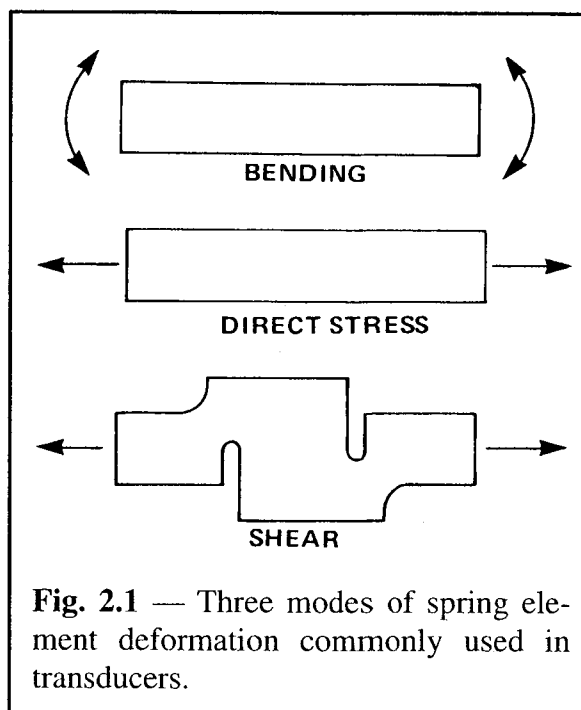 BENDING
DIRECT STRESS
SHEAR
Fig. 2.1 — Three modes of spring ele-
ment deformation commonly used in
transducers.